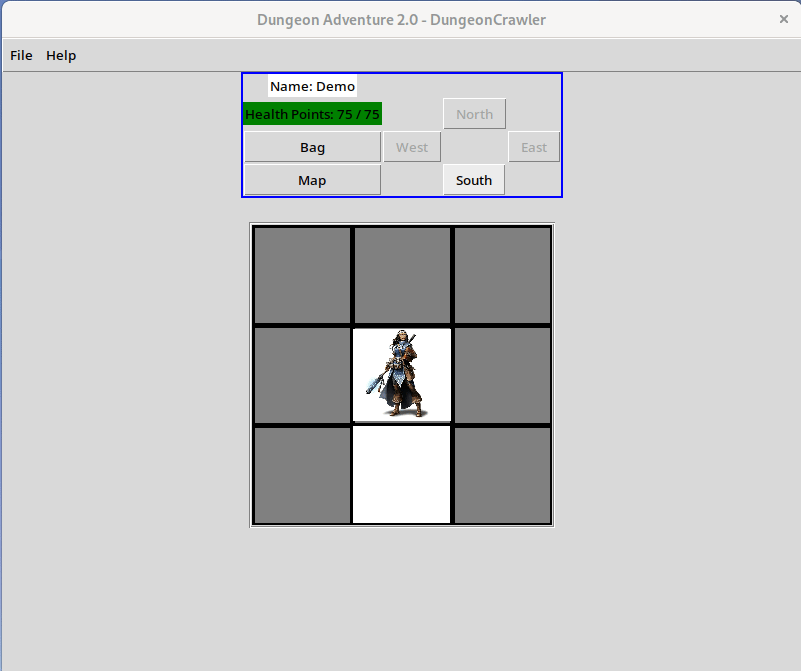 Dungeon Adventure 2.0 - DungeonCrawler
×
File Help
Name: Demo
Health Points: 75 / 75
North
Bag
West
East
Map
South